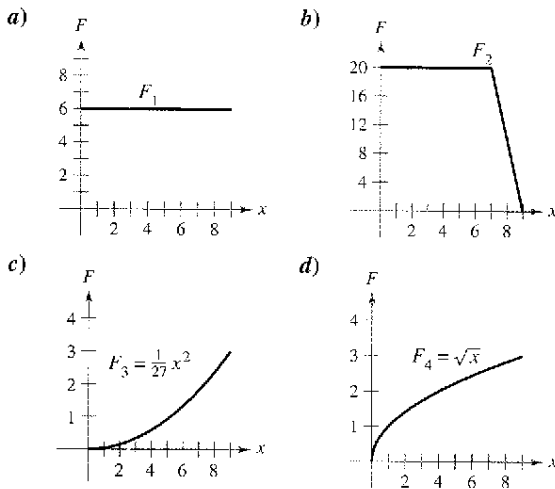 a)
F
8
6
4
2
F₁
2 4 6 8 x
b)
F
20
16
12
8
4
F₂
2 4 6 8 x
c)
F
4
3
2
1
F₃ = 1/27 x²
2 4 6 8 x
d)
F
4
3
2
1
F₄ = √x
2 4 6 8 x